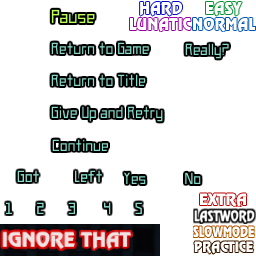 Pause
HARD EASY
LUNATIC NORMAL
Return to Game Really?
Return to Title
Give Up and Retry
Continue
Got Left Yes No
1 2 3 4 5
EXTRA
LASTWORD
SLOWMODE
PRACTICE
IGNORE THAT